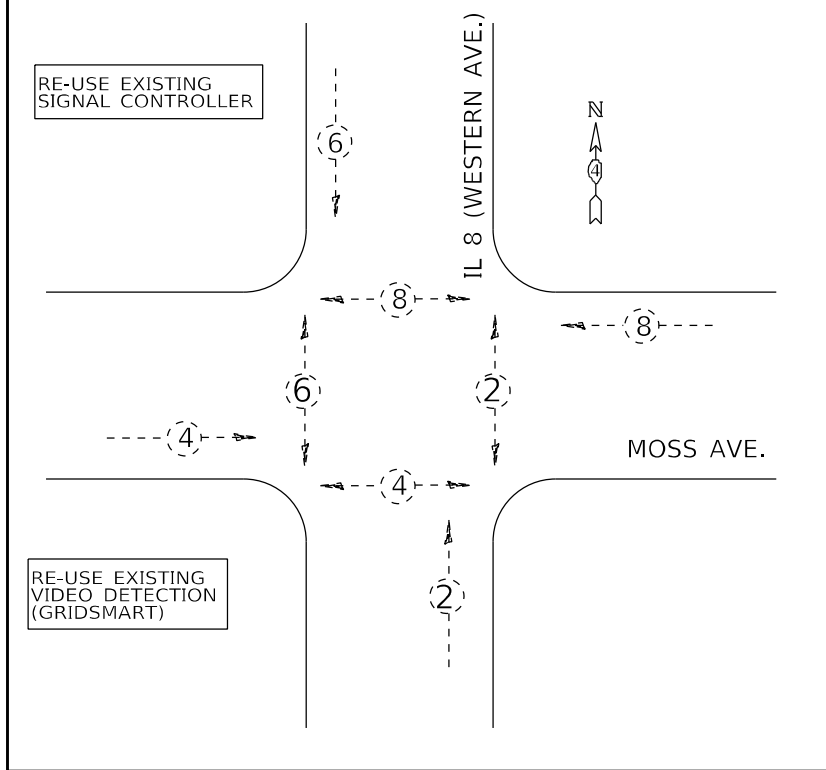 RE-USE EXISTING
SIGNAL CONTROLLER
6
IL 8 (WESTERN AVE.)
N
4
8
8
6
2
4
MOSS AVE.
4
RE-USE EXISTING
VIDEO DETECTION
(GRIDSMART)
2